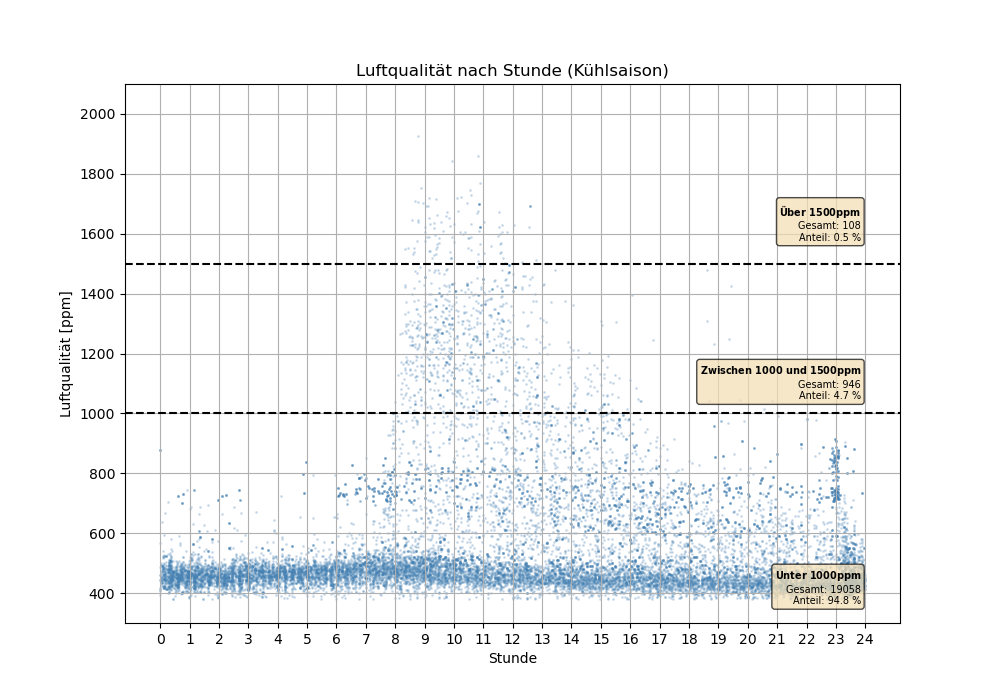 Luftqualität nach Stunde (Kühlsaison)
Luftqualität [ppm]
2000
1800
1600
1400
1200
1000
800
600
400
Über 1500ppm
Gesamt: 108
Anteil: 0.5 %
Zwischen 1000 und 1500ppm
Gesamt: 946
Anteil: 4.7 %
Unter 1000ppm
Gesamt: 19058
Anteil: 94.8 %
0 1 2 3 4 5 6 7 8 9 10 11 12 13 14 15 16 17 18 19 20 21 22 23 24
Stunde